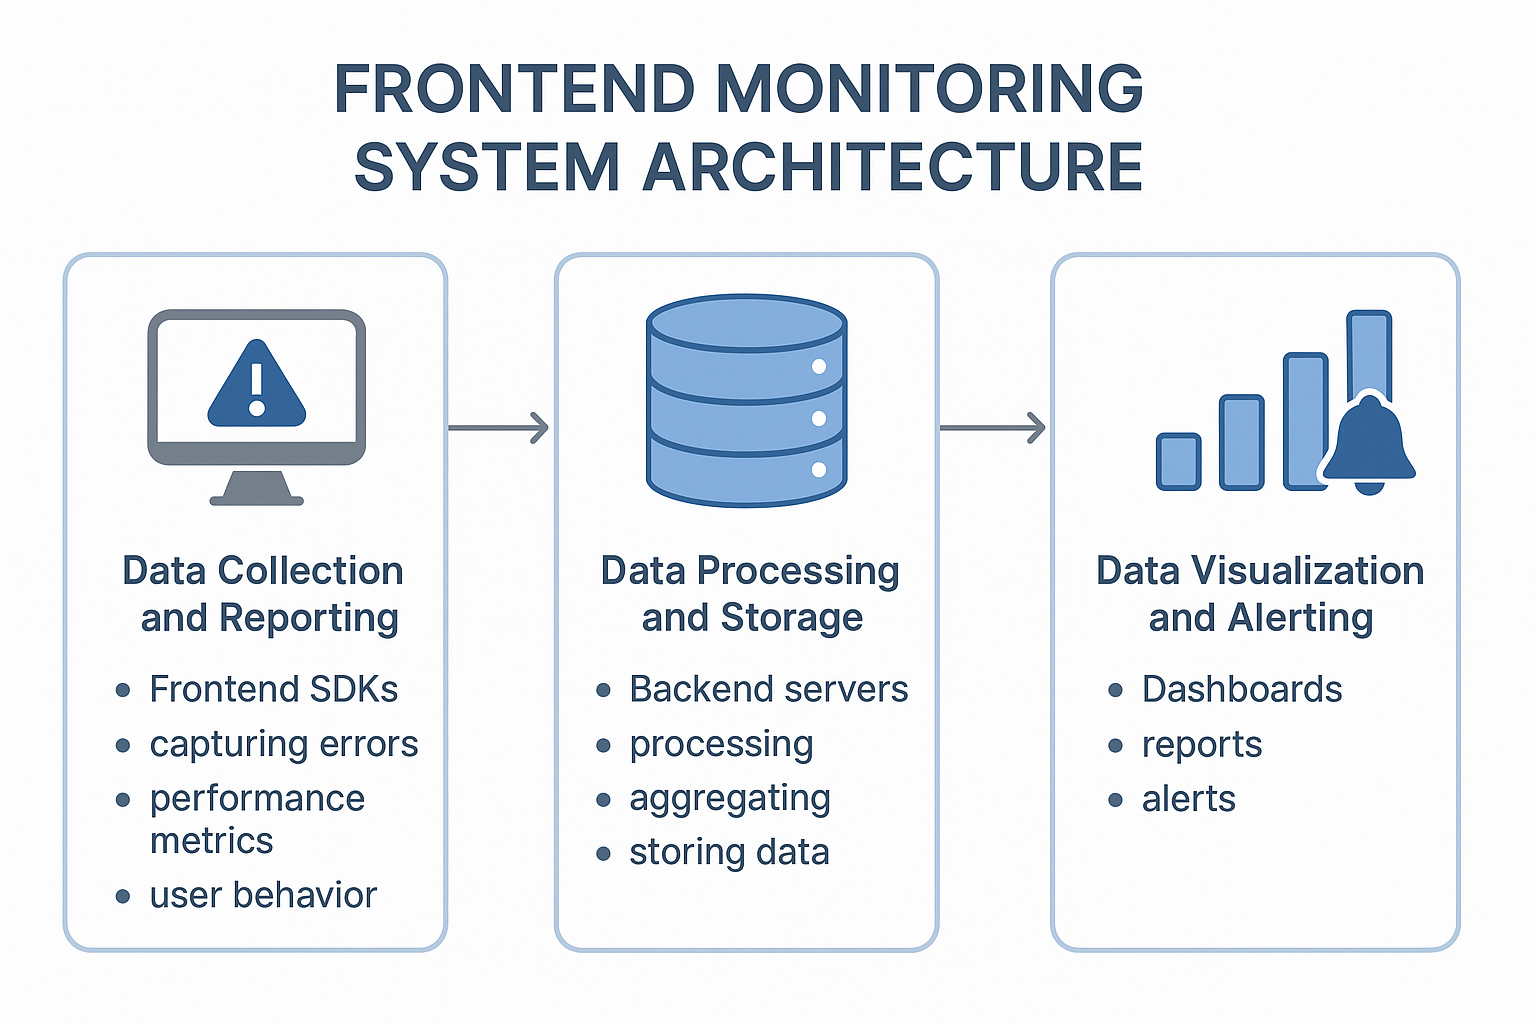 FRONTEND MONITORING
SYSTEM ARCHITECTURE
Data Collection
and Reporting
• Frontend SDKs
• capturing errors
• performance
metrics
• user behavior
Data Processing
and Storage
• Backend servers
• processing
• aggregating
• storing data
Data Visualization
and Alerting
• Dashboards
• reports
• alerts